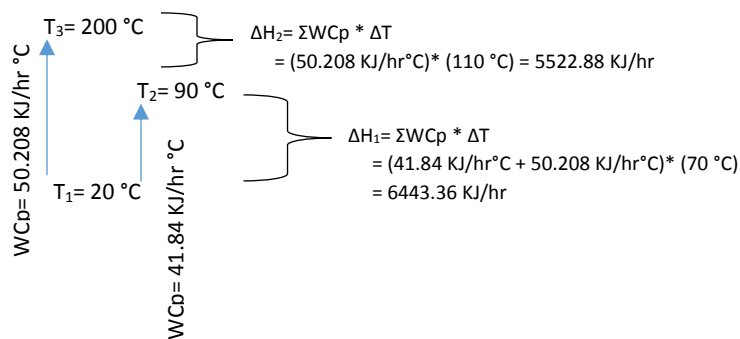 T₃= 200 °C
ΔH₂= ΣWCp * ΔT
= (50.208 KJ/hr°C)* (110 °C) = 5522.88 KJ/hr
T₂= 90 °C
WCp= 50.208 KJ/hr °C
ΔH₁= ΣWCp * ΔT
= (41.84 KJ/hr°C + 50.208 KJ/hr°C)* (70 °C)
= 6443.36 KJ/hr
T₁= 20 °C
WCp= 41.84 KJ/hr °C